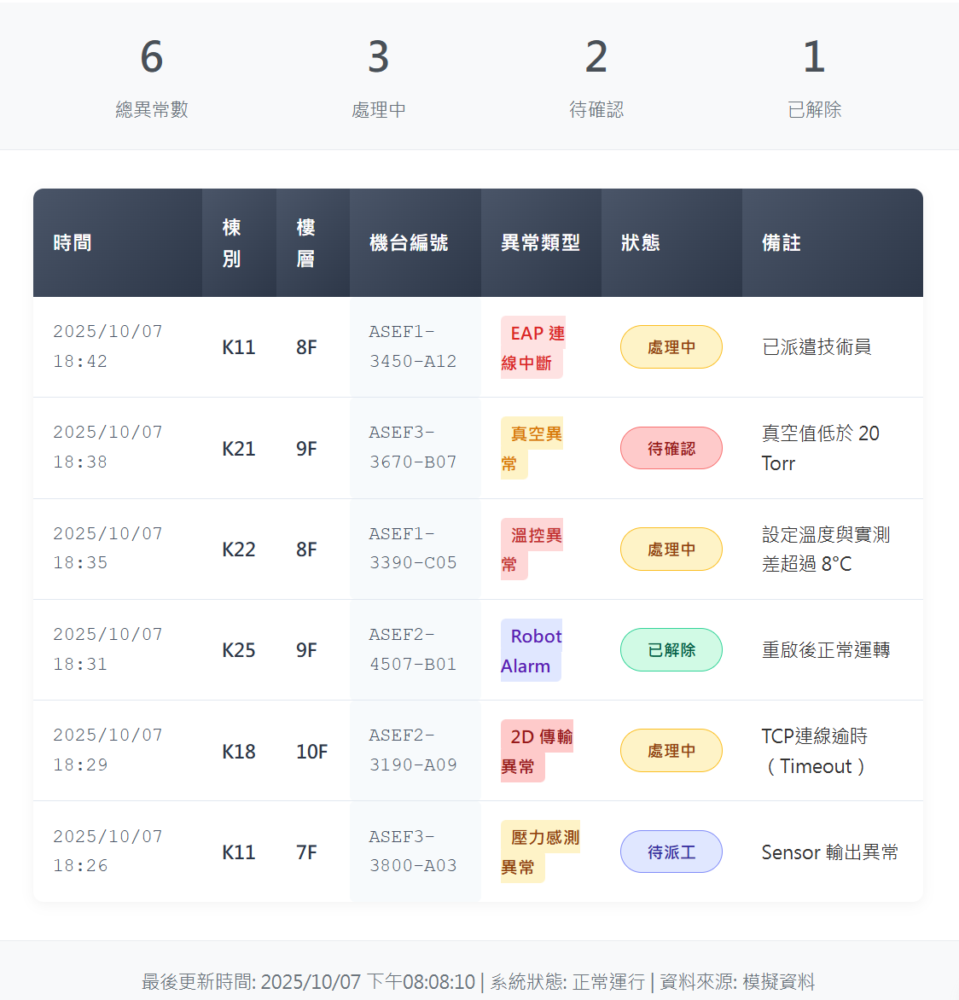 6
3
2
1
總異常數
處理中
待確認
已解除
時間
棟
別
樓
層
機台編號
異常類型
狀態
備註
2025/10/07
18:42
K11
8F
ASEF1-
3450-A12
EAP 連
線中斷
處理中
已派遣技術員
2025/10/07
18:38
K21
9F
ASEF3-
3670-B07
真空異
常
待確認
真空值低於 20
Torr
2025/10/07
18:35
K22
8F
ASEF1-
3390-C05
溫控異
常
處理中
設定溫度與實測
差超過 8°C
2025/10/07
18:31
K25
9F
ASEF2-
4507-B01
Robot
Alarm
已解除
重啟後正常運轉
2025/10/07
18:29
K18
10F
ASEF2-
3190-A09
2D 傳輸
異常
處理中
TCP連線逾時
（Timeout）
2025/10/07
18:26
K11
7F
ASEF3-
3800-A03
壓力感測
異常
待派工
Sensor 輸出異常
最後更新時間: 2025/10/07 下午08:08:10 | 系統狀態: 正常運行 | 資料來源: 模擬資料